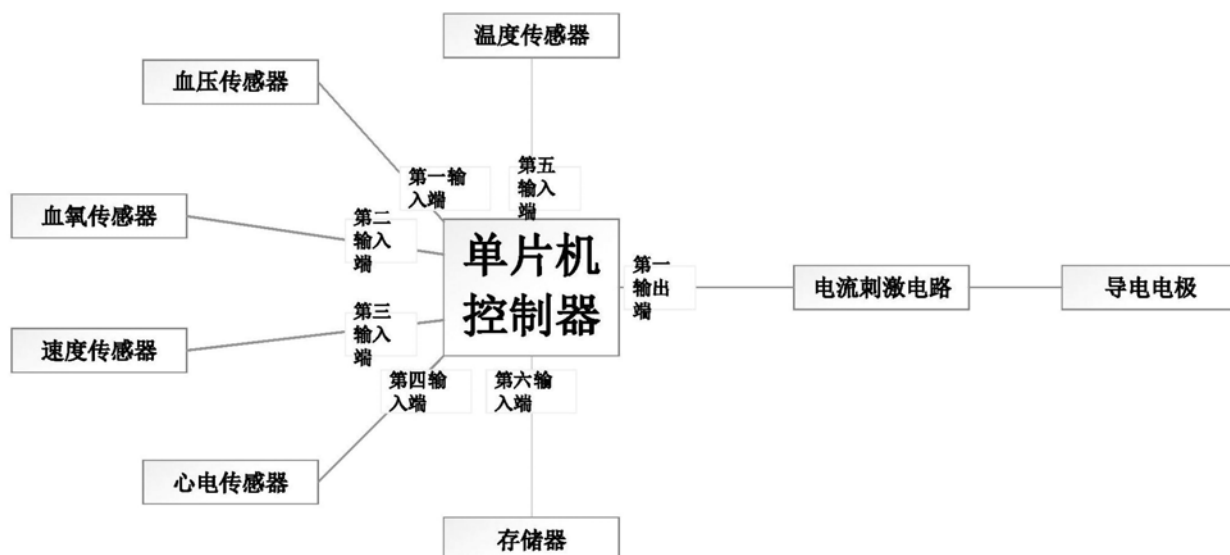 温度传感器
血压传感器
第一输
入端
第五
输入
端
血氧传感器
第二
输入
端
单片机
控制器
第一
输出
端
电流刺激电路
导电电极
速度传感器
第三
输入
端
第四输
入端
第六输
入端
心电传感器
存储器